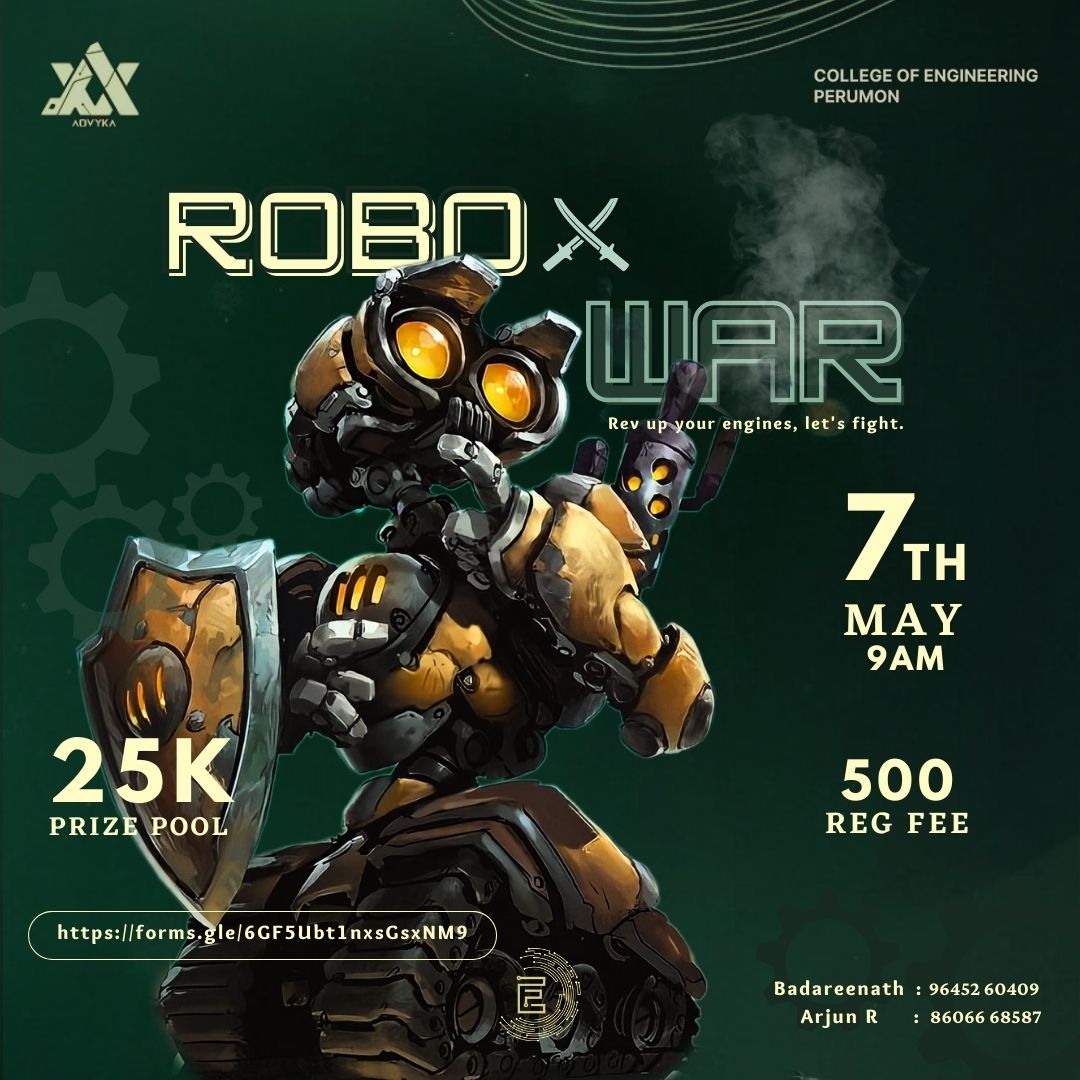 ADVYKA
COLLEGE OF ENGINEERING
PERUMON
ROBO
WAR
Rev up your engines, let's fight.
7TH
MAY
9AM
25K
PRIZE POOL
500
REG FEE
https://forms.gle/6GF5Ubt1nxsGsxNM9
E
Badareenath : 96452 60409
Arjun R : 86066 68587